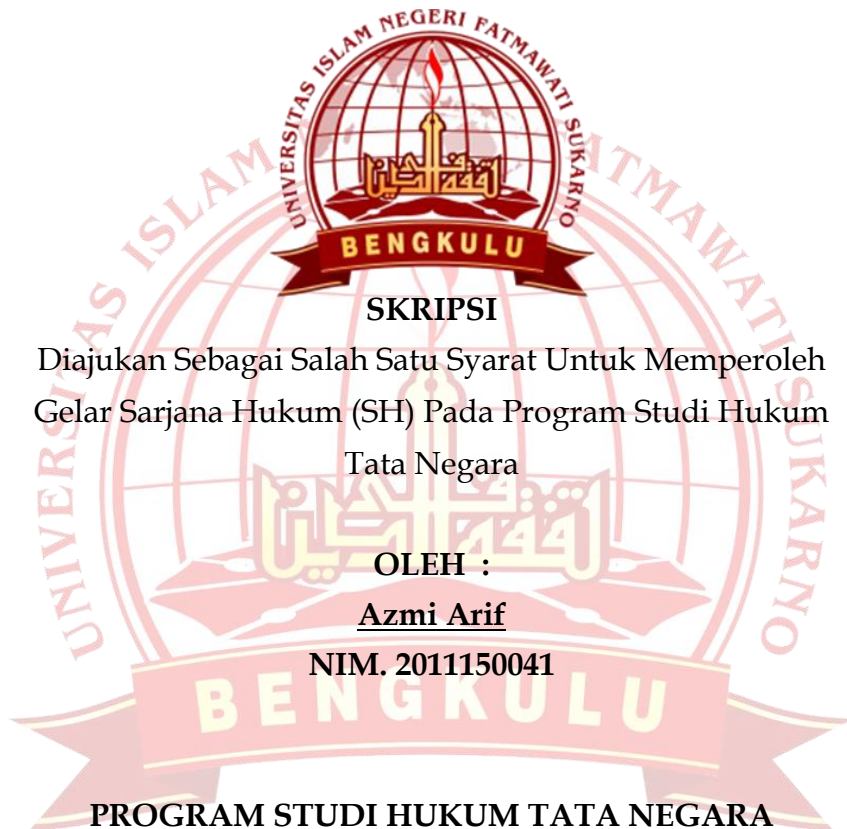 UNIVERSITAS ISLAM NEGERI FATMAWATI SUKARNO
BENGKULU
SKRIPSI
Diajukan Sebagai Salah Satu Syarat Untuk Memperoleh
Gelar Sarjana Hukum (SH) Pada Program Studi Hukum
Tata Negara
OLEH :
Azmi Arif
NIM. 2011150041
BENGKULU
PROGRAM STUDI HUKUM TATA NEGARA